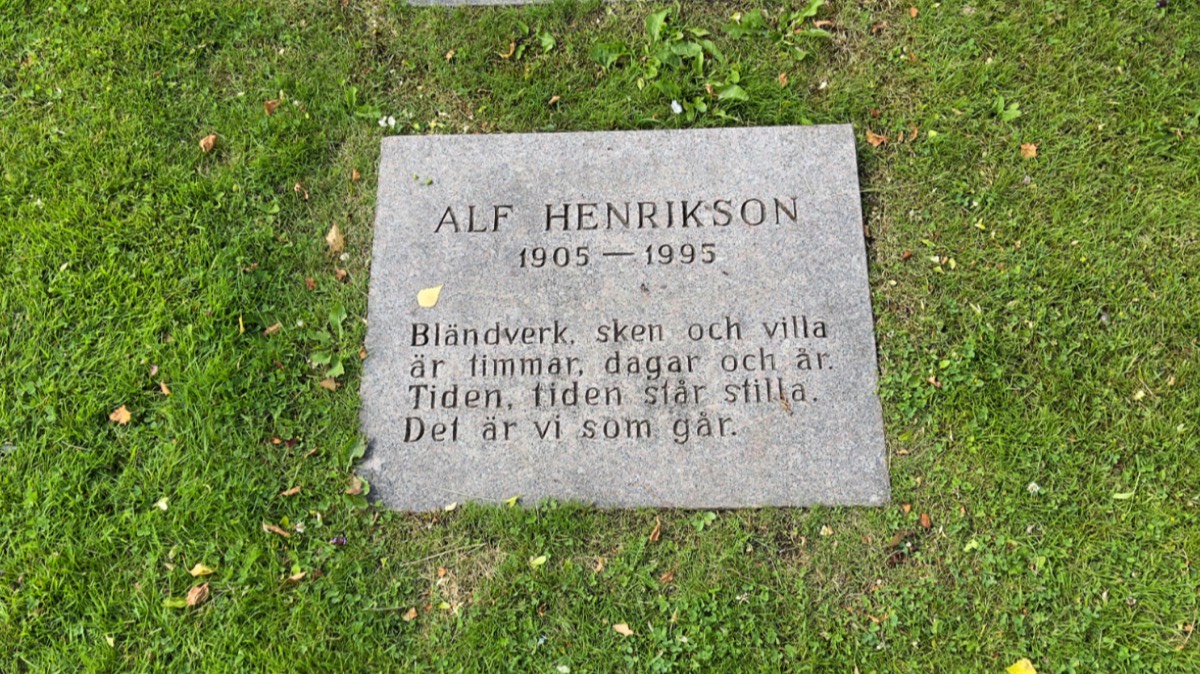 ALF HENRIKSON
1905 — 1995
Bländverk, sken och villa
är timmar, dagar och år.
Tiden, tiden står stilla.
Det är vi som går.